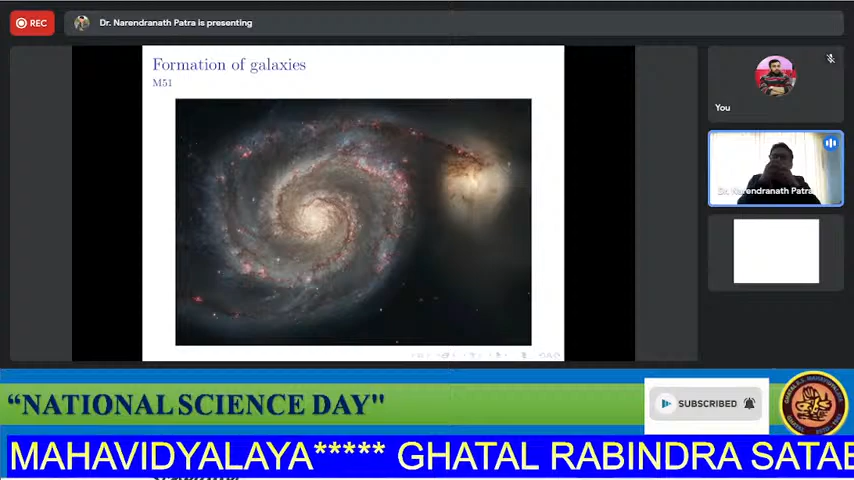 REC
Dr. Narendranath Patra is presenting
Formation of galaxies
M51
You
Dr. Narendranath Patra
“NATIONAL SCIENCE DAY"
SUBSCRIBED
MAHAVIDYALAYA***** GHATAL RABINDRA SATAB